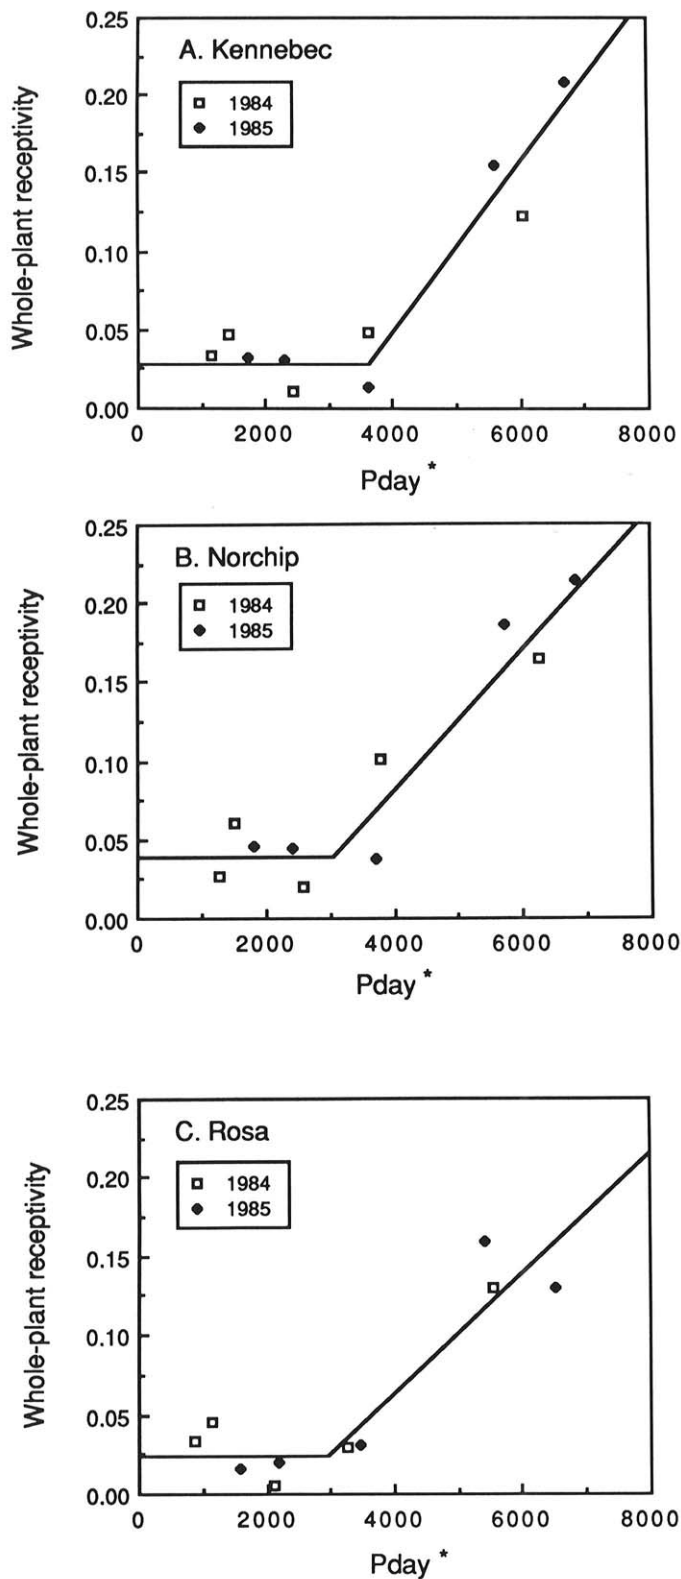 A. Kennebec
1984
1985
Whole-plant receptivity
0.25
0.20
0.15
0.10
0.05
0.00
0 2000 4000 6000 8000
Pday *
B. Norchip
1984
1985
Whole-plant receptivity
0.25
0.20
0.15
0.10
0.05
0.00
0 2000 4000 6000 8000
Pday *
C. Rosa
1984
1985
Whole-plant receptivity
0.25
0.20
0.15
0.10
0.05
0.00
0 2000 4000 6000 8000
Pday *